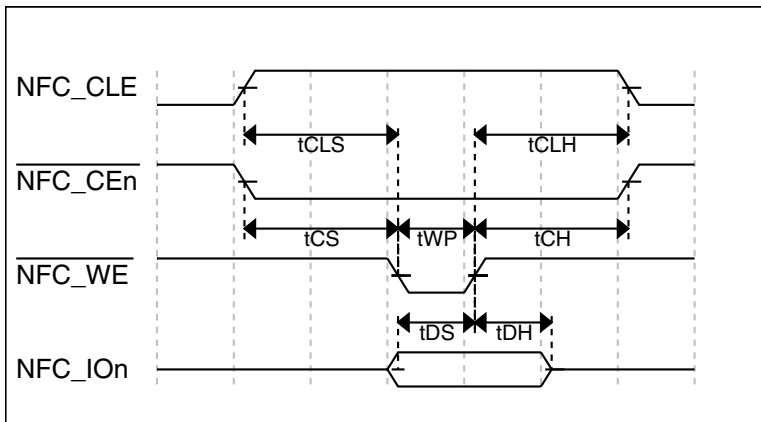 NFC_CLE
tCLS tCLH
NFC_CEn
tCS tWP tCH
NFC_WE
tDS tDH
NFC_IOn